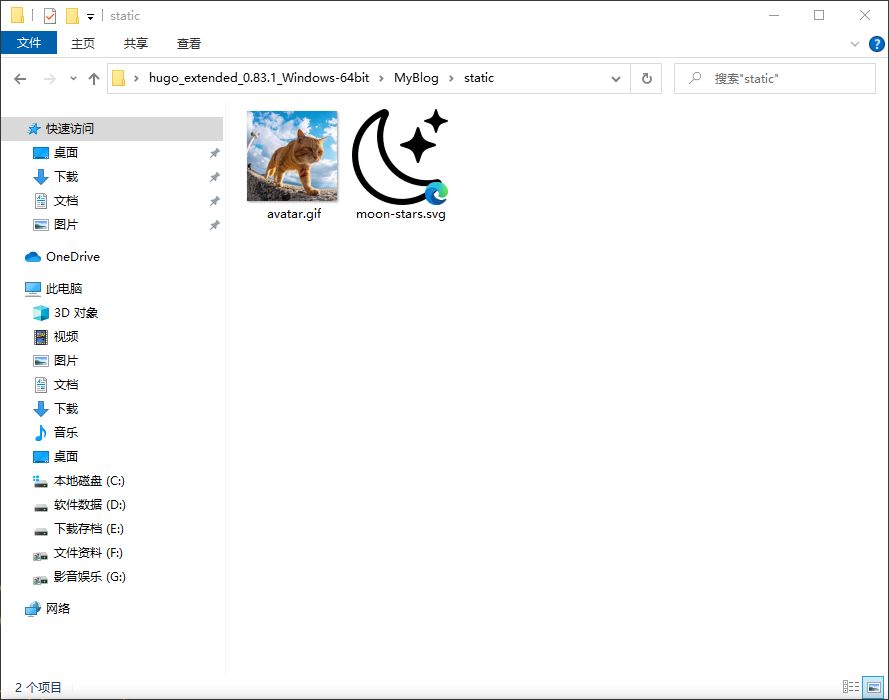 static
文件 主页 共享 查看
hugo_extended_0.83.1_Windows-64bit MyBlog static
搜索"static"
快速访问
桌面
下载
文档
图片
OneDrive
此电脑
3D 对象
视频
图片
文档
下载
音乐
桌面
本地磁盘 (C:)
软件数据 (D:)
下载存档 (E:)
文件资料 (F:)
影音娱乐 (G:)
网络
avatar.gif
moon-stars.svg
2 个项目